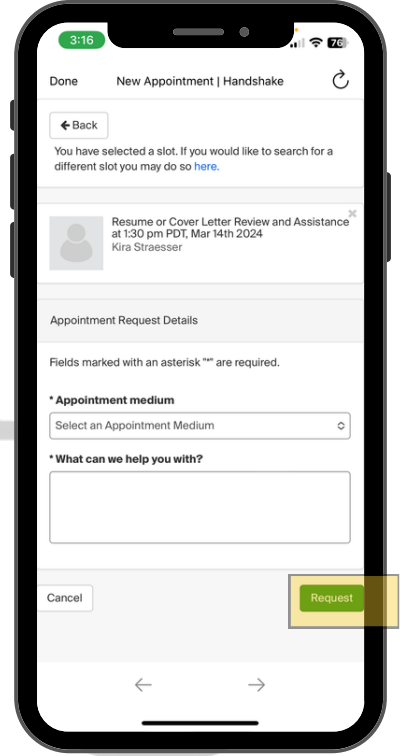 3:16
76
Done
New Appointment | Handshake
Back
You have selected a slot. If you would like to search for a
different slot you may do so here.
Resume or Cover Letter Review and Assistance
at 1:30 pm PDT, Mar 14th 2024
Kira Straesser
Appointment Request Details
Fields marked with an asterisk "*" are required.
* Appointment medium
Select an Appointment Medium
* What can we help you with?
Cancel
Request